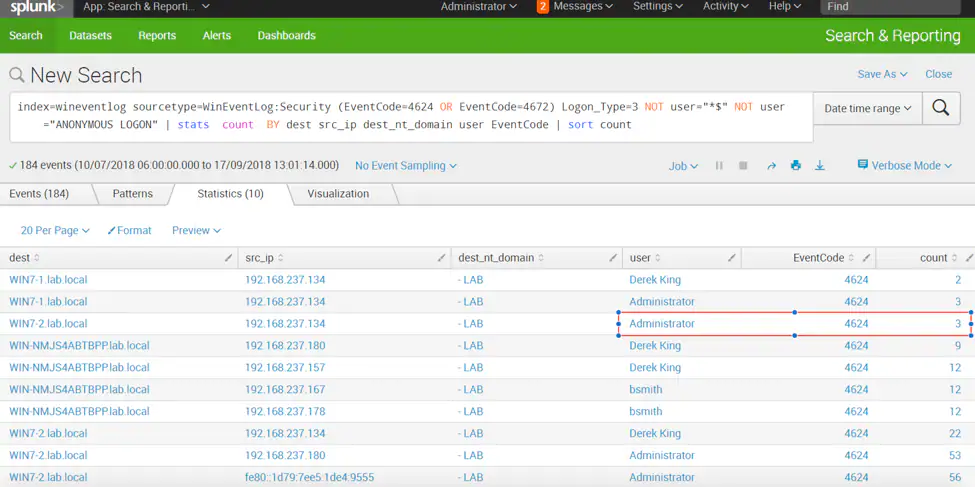 splunk> App: Search & Reporti... Administrator 2 Messages Settings Activity Help Find
Search Datasets Reports Alerts Dashboards Search & Reporting
New Search Save As Close
index=wineventlog sourcetype=WinEventLog:Security (EventCode=4624 OR EventCode=4672) Logon_Type=3 NOT user="*$" NOT user
="ANONYMOUS LOGON" | stats count BY dest src_ip dest_nt_domain user EventCode | sort count
Date time range
184 events (10/07/2018 06:00:00.000 to 17/09/2018 13:01:14.000) No Event Sampling Job Verbose Mode
Events (184) Patterns Statistics (10) Visualization
20 Per Page Format Preview
dest src_ip dest_nt_domain user EventCode count
WIN7-1.lab.local 192.168.237.134 - LAB Derek King 4624 2
WIN7-1.lab.local 192.168.237.134 - LAB Administrator 4624 3
WIN7-2.lab.local 192.168.237.134 - LAB Administrator 4624 3
WIN-NMJS4ABTBPP.lab.local 192.168.237.180 - LAB Derek King 4624 9
WIN-NMJS4ABTBPP.lab.local 192.168.237.157 - LAB Derek King 4624 12
WIN-NMJS4ABTBPP.lab.local 192.168.237.167 - LAB bsmith 4624 12
WIN-NMJS4ABTBPP.lab.local 192.168.237.178 - LAB bsmith 4624 12
WIN7-2.lab.local 192.168.237.134 - LAB Derek King 4624 22
WIN7-2.lab.local 192.168.237.180 - LAB Administrator 4624 53
WIN7-2.lab.local fe80::1d79:7ee5:1de4:9555 - LAB Administrator 4624 56